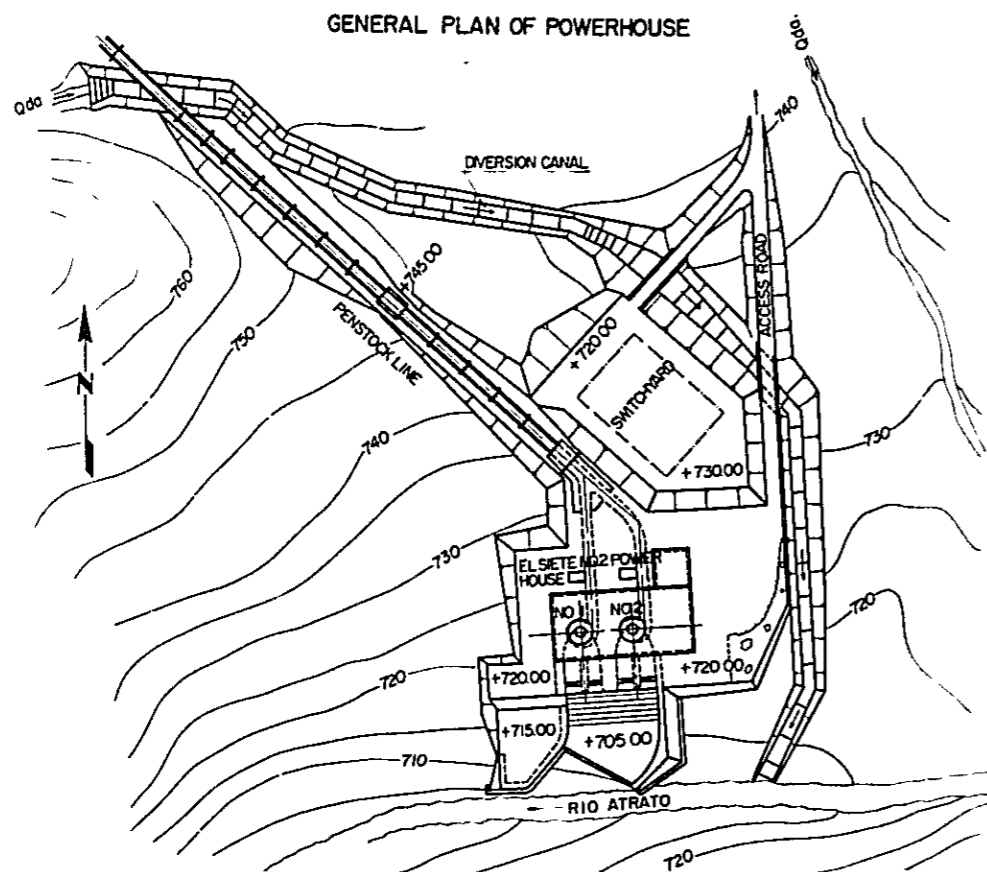 GENERAL PLAN OF POWERHOUSE
Qda.
Qda
740
DIVERSION CANAL
760
+745.00
750
PENSTOCK LINE
ACCESS ROAD
+720.00
SWITCHYARD
N
740
730
+730.00
730
EL SIETE NO.2 POWER
HOUSE
NO.1
NO.2
720
+720.00
+720.00
720
+715.00
+705.00
710
RIO ATRATO
720